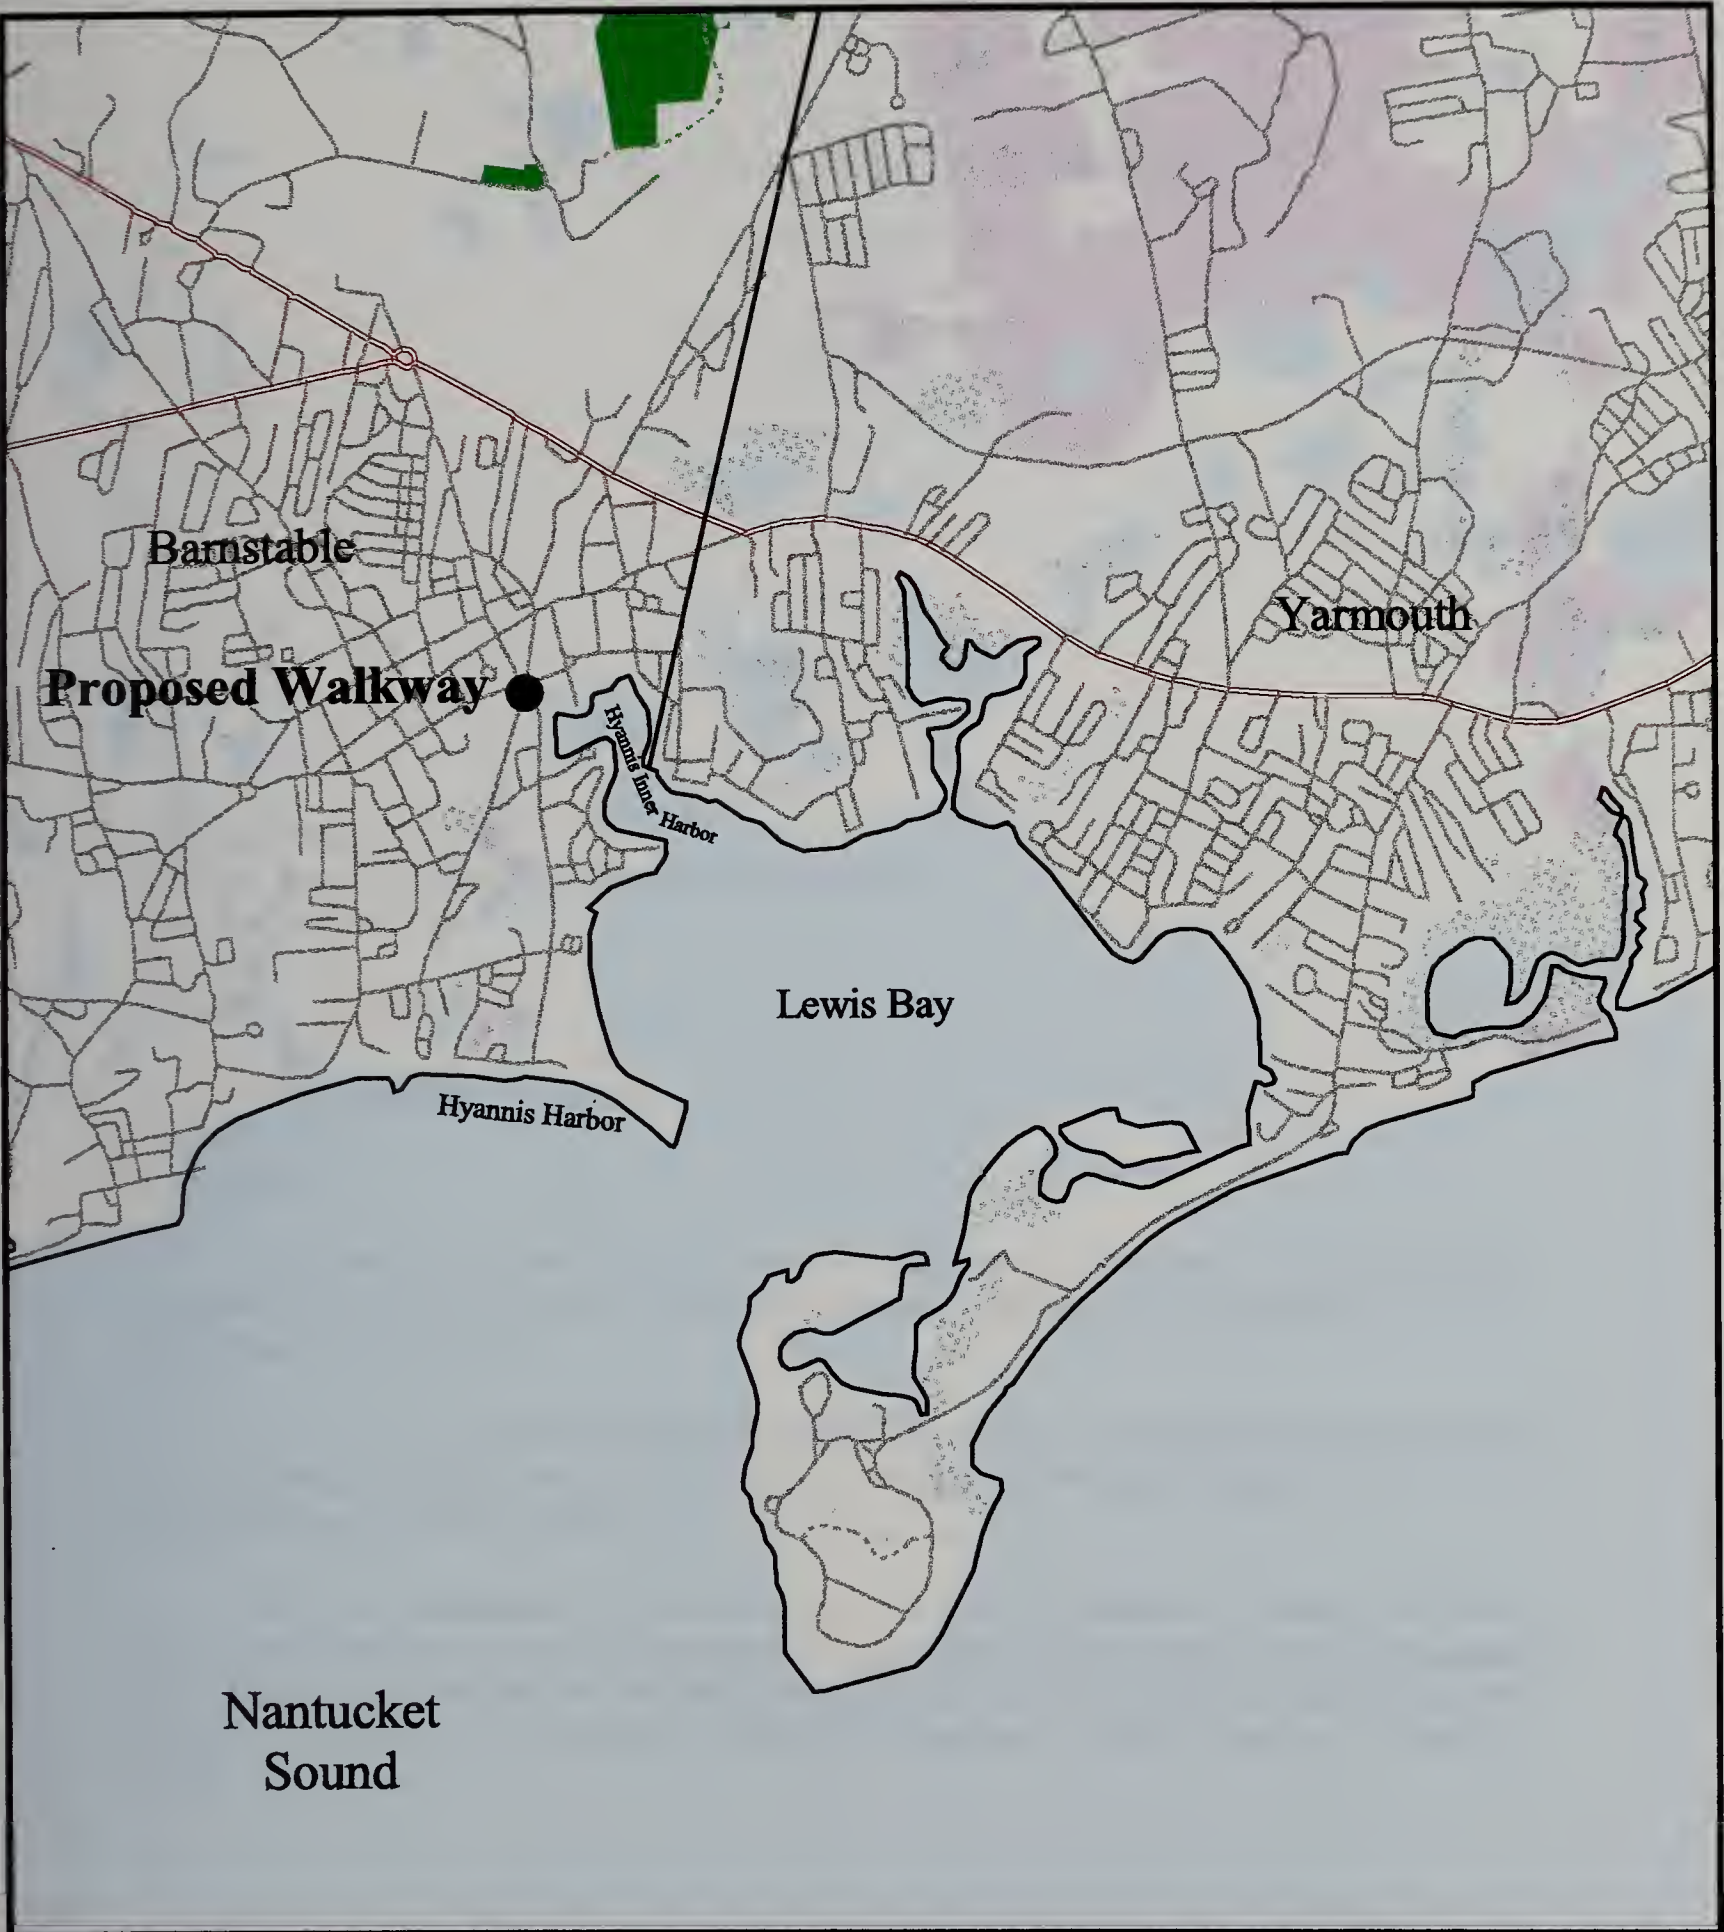 Barnstable
Yarmouth
Proposed Walkway
Hyannis Inner Harbor
Lewis Bay
Hyannis Harbor
Nantucket
Sound